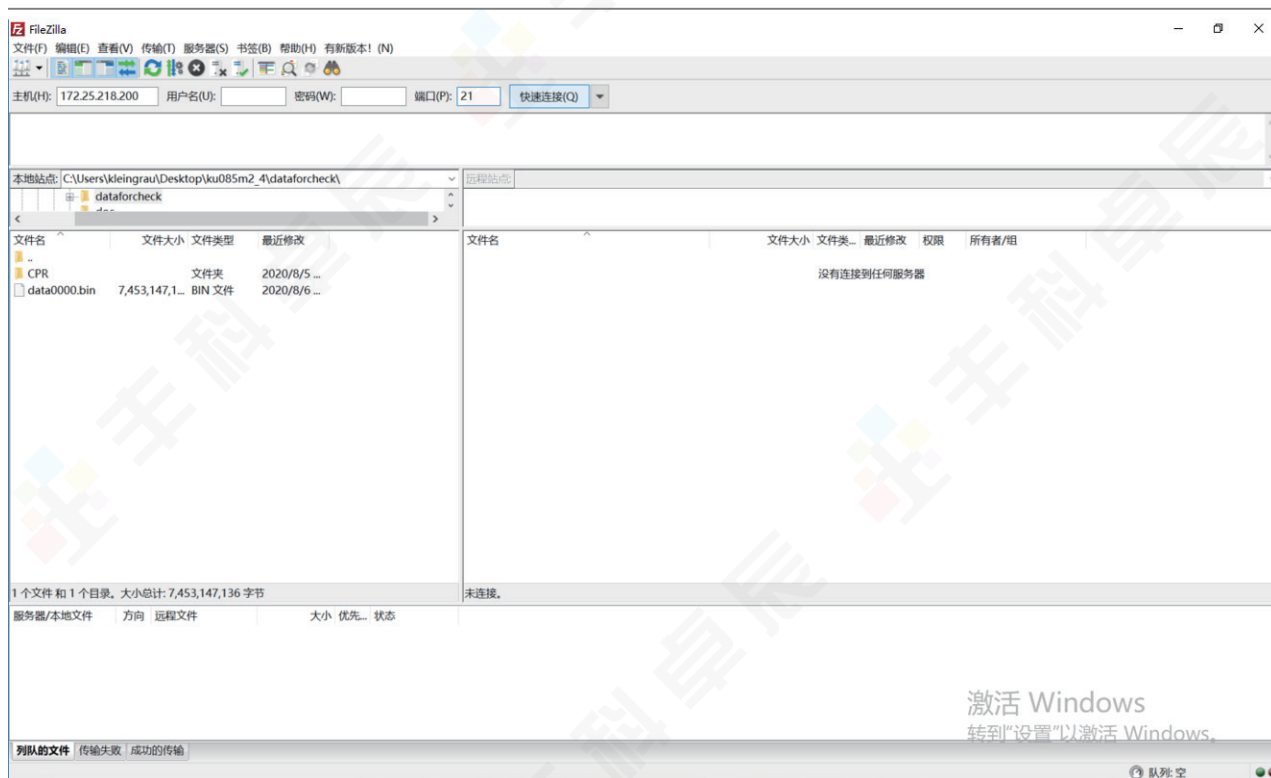 FileZilla
文件(F) 编辑(E) 查看(V) 传输(T) 服务器(S) 书签(B) 帮助(H) 有新版本! (N)
主机(H): 172.25.218.200 用户名(U): 密码(W): 端口(P): 21 快速连接(Q)
本地站点: C:\Users\kleingrau\Desktop\ku085m2_4\dataforcheck\ 远程站点:
dataforcheck
文件名 文件大小 文件类型 最近修改 文件名 文件大小 文件类... 最近修改 权限 所有者/组
..
CPR 文件夹 2020/8/5 ... 没有连接到任何服务器
data0000.bin 7,453,147,1... BIN 文件 2020/8/6 ...
1 个文件 和 1 个目录。大小总计: 7,453,147,136 字节 未连接。
服务器/本地文件 方向 远程文件 大小 优先... 状态
激活 Windows
转到"设置"以激活 Windows。
列队的文件 传输失败 成功的传输
队列: 空
丰科卓辰
丰科卓辰